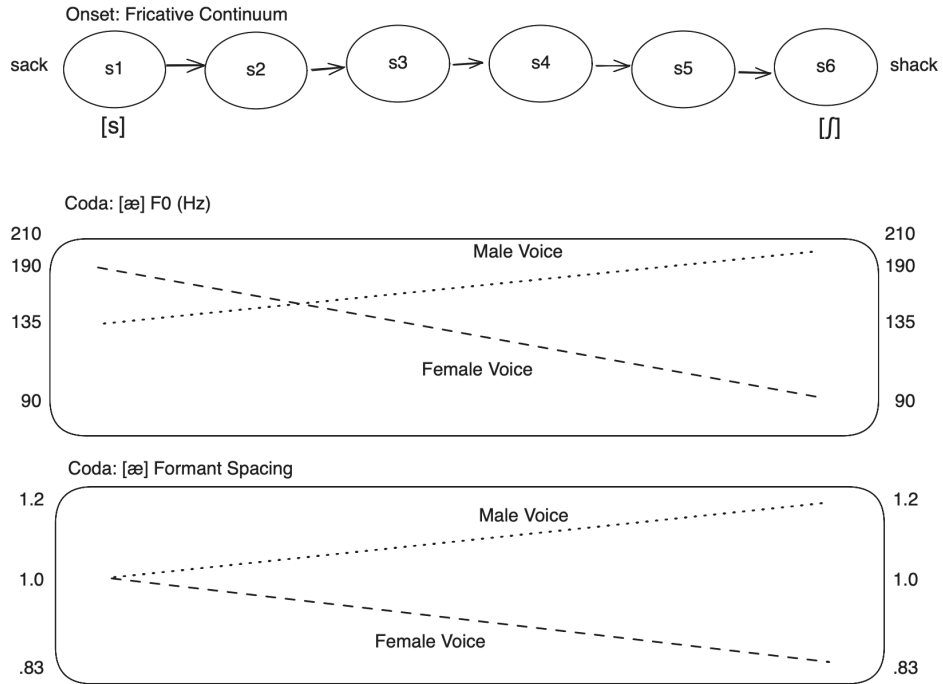 Onset: Fricative Continuum
sack s1 s2 s3 s4 s5 s6 shack
[s] [ʃ]
Coda: [æ] F0 (Hz)
210 210
Male Voice
190 190
135 135
Female Voice
90 90
Coda: [æ] Formant Spacing
1.2 1.2
Male Voice
1.0 1.0
Female Voice
.83 .83